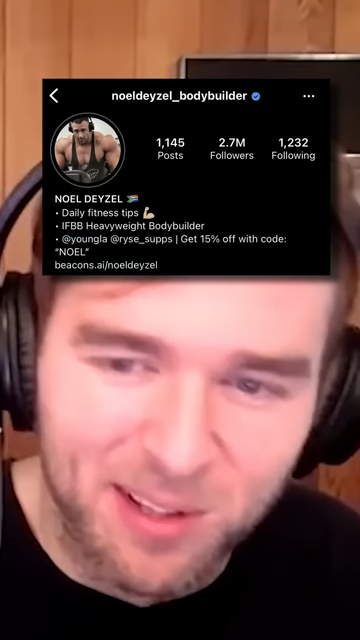 noeldeyzel_bodybuilder
1,145
2.7M
1,232
Posts
Followers
Following
NOEL DEYZEL 🇿🇦
• Daily fitness tips 💪🏼
• IFBB Heavyweight Bodybuilder
• @youngla @ryse_supps | Get 15% off with code:
“NOEL”
beacons.ai/noeldeyzel